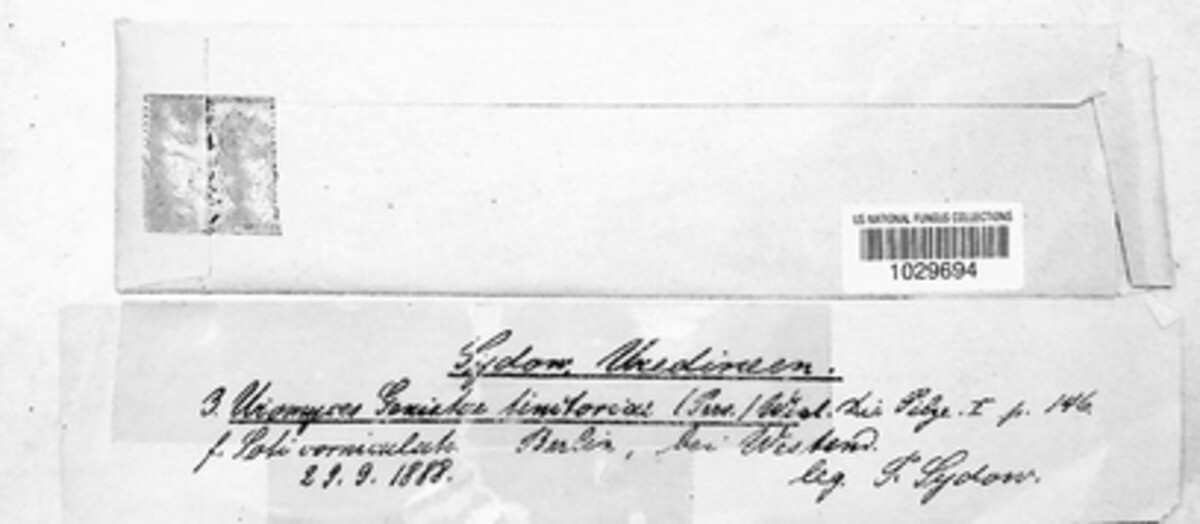 US NATIONAL FUNGUS COLLECTIONS
1029694
Sydow, Uredineen.
3. Uromyces Genistae tinctoriae (Pers.) Wint. Die Pilze. I p. 146.
f. Loti corniculati Berlin, bei Westend.
29. 9. 1888. leg. P. Sydow.